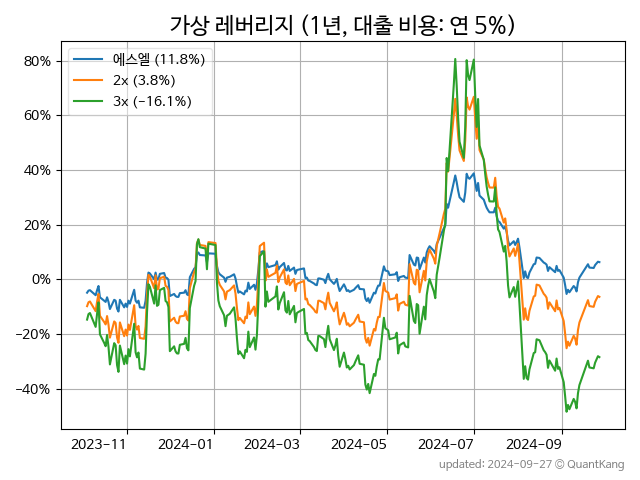 가상 레버리지 (1년, 대출 비용: 연 5%)
에스엘 (11.8%)
2x (3.8%)
3x (-16.1%)
80%
60%
40%
20%
0%
-20%
-40%
2023-11 2024-01 2024-03 2024-05 2024-07 2024-09
updated: 2024-09-27 © QuantKang